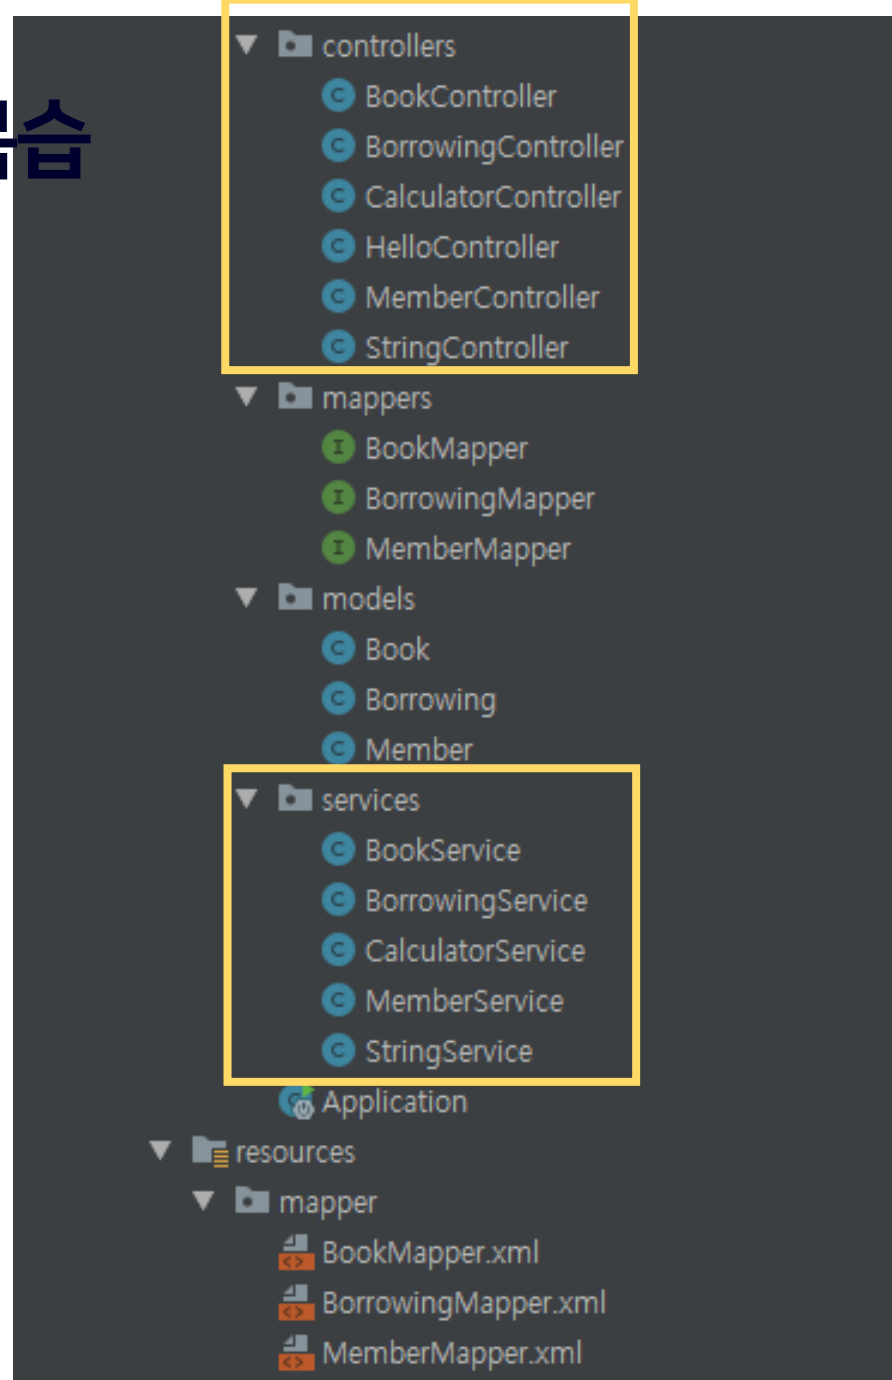 controllers
BookController
BorrowingController
CalculatorController
HelloController
MemberController
StringController
mappers
BookMapper
BorrowingMapper
MemberMapper
models
Book
Borrowing
Member
services
BookService
BorrowingService
CalculatorService
MemberService
StringService
Application
resources
mapper
BookMapper.xml
BorrowingMapper.xml
MemberMapper.xml